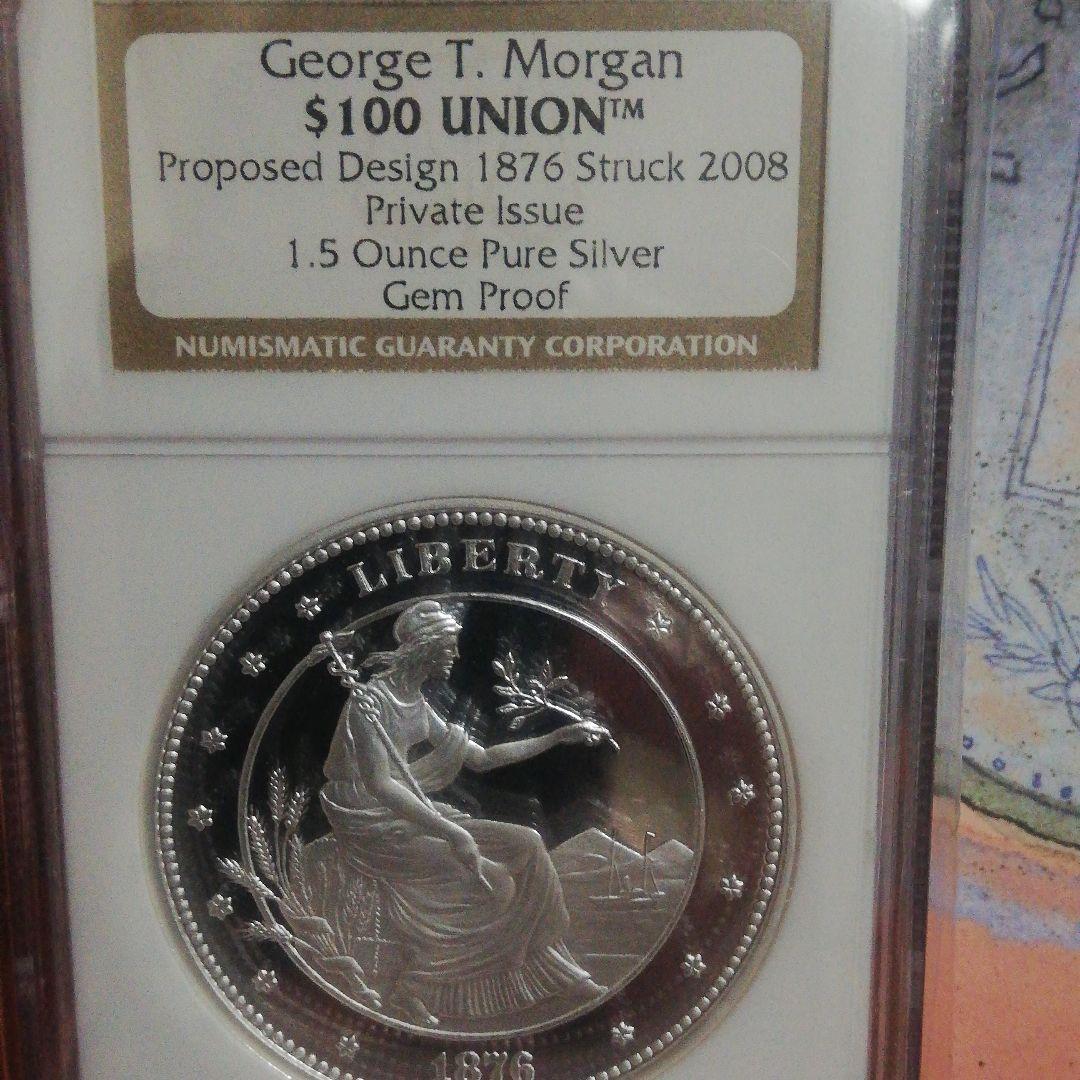 George T. Morgan
$100 UNION™
Proposed Design 1876 Struck 2008
Private Issue
1.5 Ounce Pure Silver
Gem Proof
NUMISMATIC GUARANTY CORPORATION
LIBERTY
1876